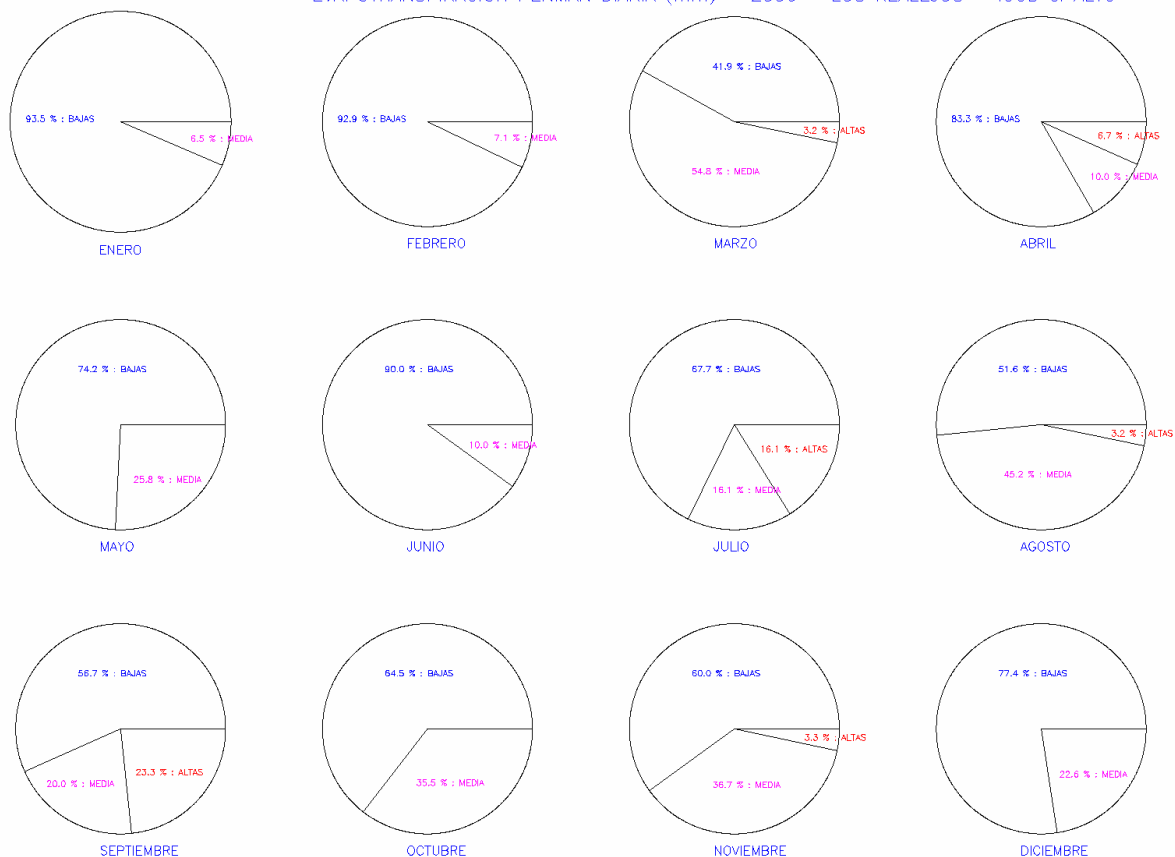 93.5 % : BAJAS
6.5 % : MEDIA
ENERO
92.9 % : BAJAS
7.1 % : MEDIA
FEBRERO
41.9 % : BAJAS
3.2 % : ALTAS
54.8 % : MEDIA
MARZO
83.3 % : BAJAS
6.7 % : ALTAS
10.0 % : MEDIA
ABRIL
74.2 % : BAJAS
25.8 % : MEDIA
MAYO
90.0 % : BAJAS
10.0 % : MEDIA
JUNIO
67.7 % : BAJAS
16.1 % : ALTAS
16.1 % : MEDIA
JULIO
51.6 % : BAJAS
3.2 % : ALTAS
45.2 % : MEDIA
AGOSTO
56.7 % : BAJAS
23.3 % : ALTAS
20.0 % : MEDIA
SEPTIEMBRE
64.5 % : BAJAS
35.5 % : MEDIA
OCTUBRE
60.0 % : BAJAS
3.3 % : ALTAS
36.7 % : MEDIA
NOVIEMBRE
77.4 % : BAJAS
22.6 % : MEDIA
DICIEMBRE